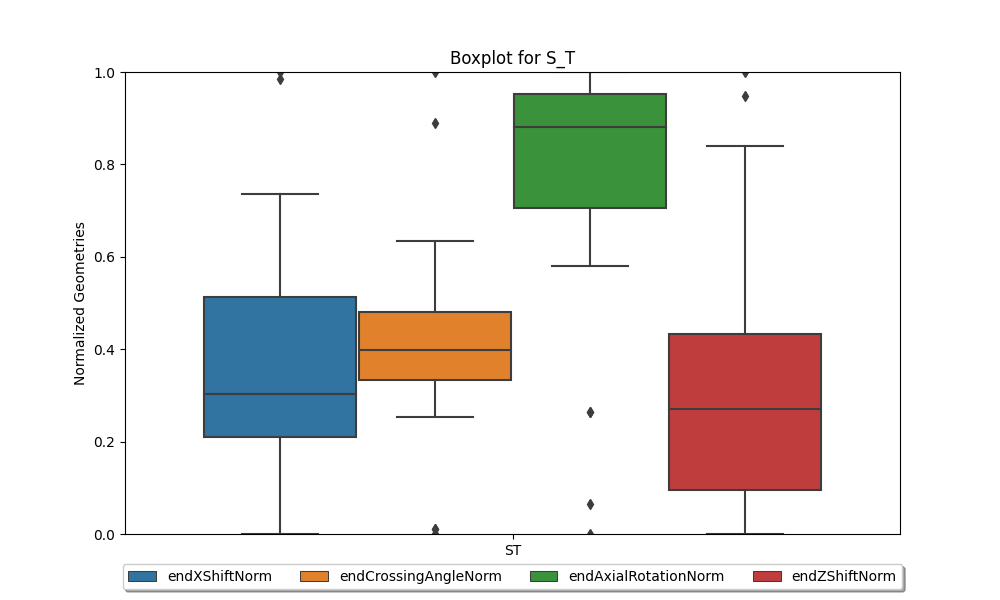 Boxplot for S_T
1.0
0.8
0.6
0.4
0.2
0.0
Normalized Geometries
ST
endXShiftNorm endCrossingAngleNorm endAxialRotationNorm endZShiftNorm